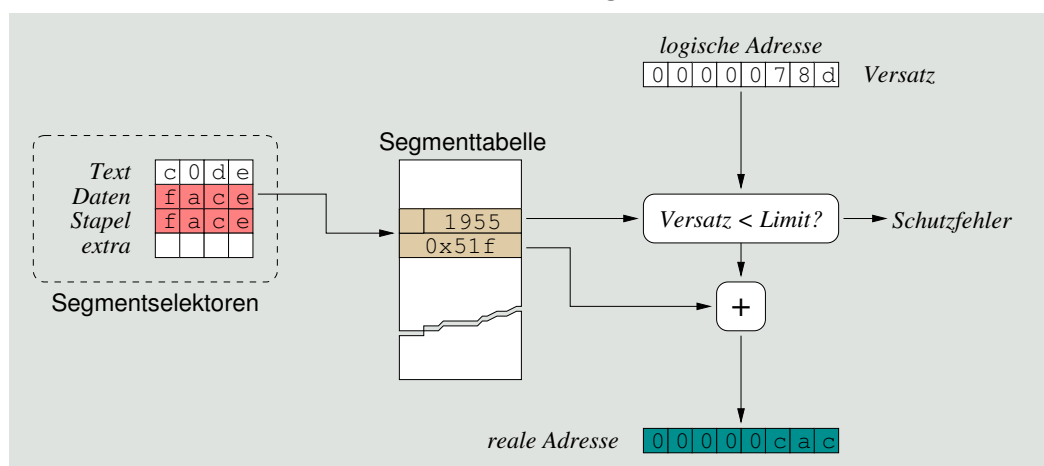 logische Adresse
0 0 0 0 0 7 8 d Versatz
Segmenttabelle
Text c 0 d e
Daten f a c e
Stapel f a c e
extra
Segmentselektoren
1955
0x51f
Versatz < Limit?
Schutzfehler
+
reale Adresse 0 0 0 0 0 c a c